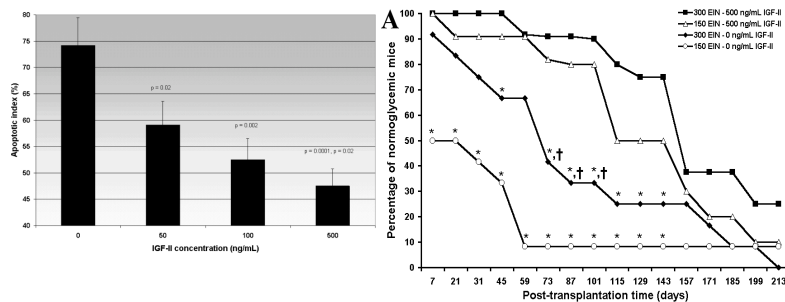 80
75
70
65
60
55
50
45
40
Apoptotic index (%)
p = 0.02
p = 0.002
p = 0.0001, p = 0.02
0 50 100 500
IGF-II concentration (ng/mL)
A
300 EIN - 500 ng/mL IGF-II
150 EIN - 500 ng/mL IGF-II
300 EIN - 0 ng/mL IGF-II
150 EIN - 0 ng/mL IGF-II
100
90
80
70
60
50
40
30
20
10
0
Percentage of normoglycemic mice
*
*,† *,† *,†
* * *
* * * *
* * * * * * *
7 21 31 45 59 73 87 101 115 129 143 157 171 185 199 213
Post-transplantation time (days)